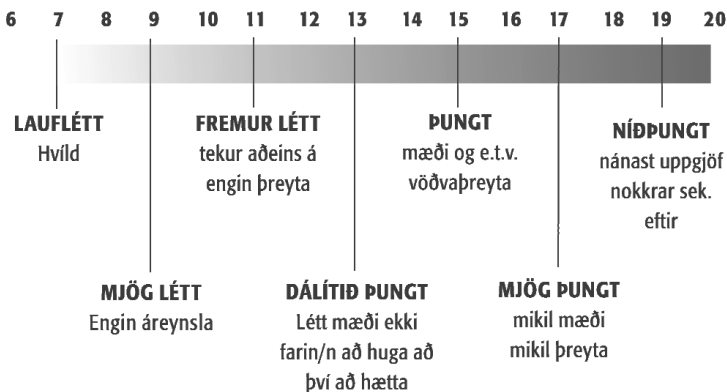 6 7 8 9 10 11 12 13 14 15 16 17 18 19 20
LAUFLÉTT
Hvíld
FREMUR LÉTT
tekur aðeins á
engin þreyta
ÞUNGT
mæði og e.t.v.
vöðvaþreyta
NÍÐÞUNGT
nánast uppgjöf
nokkrar sek.
eftir
MJÖG LÉTT
Engin áreynsla
DÁLÍTIÐ ÞUNGT
Létt mæði ekki
farin/n að huga að
því að hætta
MJÖG ÞUNGT
mikil mæði
mikil þreyta